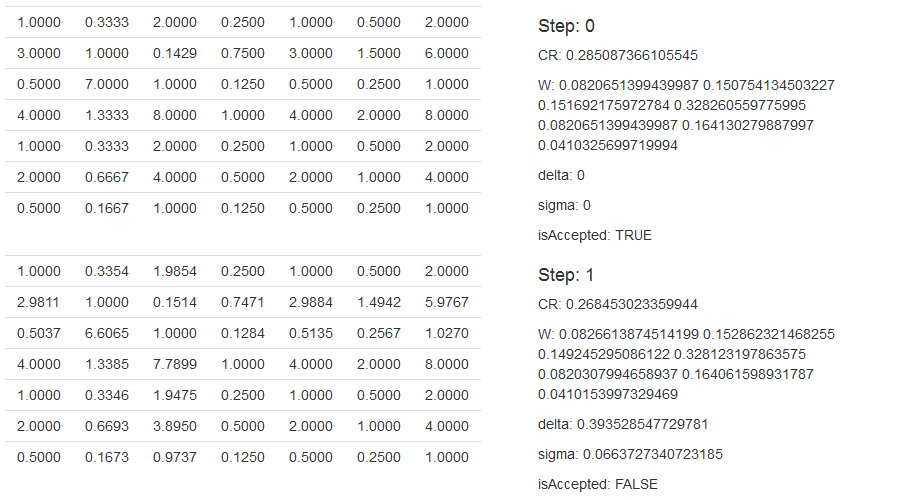 1.0000 0.3333 2.0000 0.2500 1.0000 0.5000 2.0000
3.0000 1.0000 0.1429 0.7500 3.0000 1.5000 6.0000
0.5000 7.0000 1.0000 0.1250 0.5000 0.2500 1.0000
4.0000 1.3333 8.0000 1.0000 4.0000 2.0000 8.0000
1.0000 0.3333 2.0000 0.2500 1.0000 0.5000 2.0000
2.0000 0.6667 4.0000 0.5000 2.0000 1.0000 4.0000
0.5000 0.1667 1.0000 0.1250 0.5000 0.2500 1.0000
Step: 0
CR: 0.285087366105545
W: 0.0820651399439987 0.150754134503227
0.151692175972784 0.328260559775995
0.0820651399439987 0.164130279887997
0.0410325699719994
delta: 0
sigma: 0
isAccepted: TRUE
1.0000 0.3354 1.9854 0.2500 1.0000 0.5000 2.0000
2.9811 1.0000 0.1514 0.7471 2.9884 1.4942 5.9767
0.5037 6.6065 1.0000 0.1284 0.5135 0.2567 1.0270
4.0000 1.3385 7.7899 1.0000 4.0000 2.0000 8.0000
1.0000 0.3346 1.9475 0.2500 1.0000 0.5000 2.0000
2.0000 0.6693 3.8950 0.5000 2.0000 1.0000 4.0000
0.5000 0.1673 0.9737 0.1250 0.5000 0.2500 1.0000
Step: 1
CR: 0.268453023359944
W: 0.0826613874514199 0.152862321468255
0.149245295086122 0.328123197863575
0.0820307994658937 0.164061598931787
0.0410153997329469
delta: 0.393528547729781
sigma: 0.0663727340723185
isAccepted: FALSE